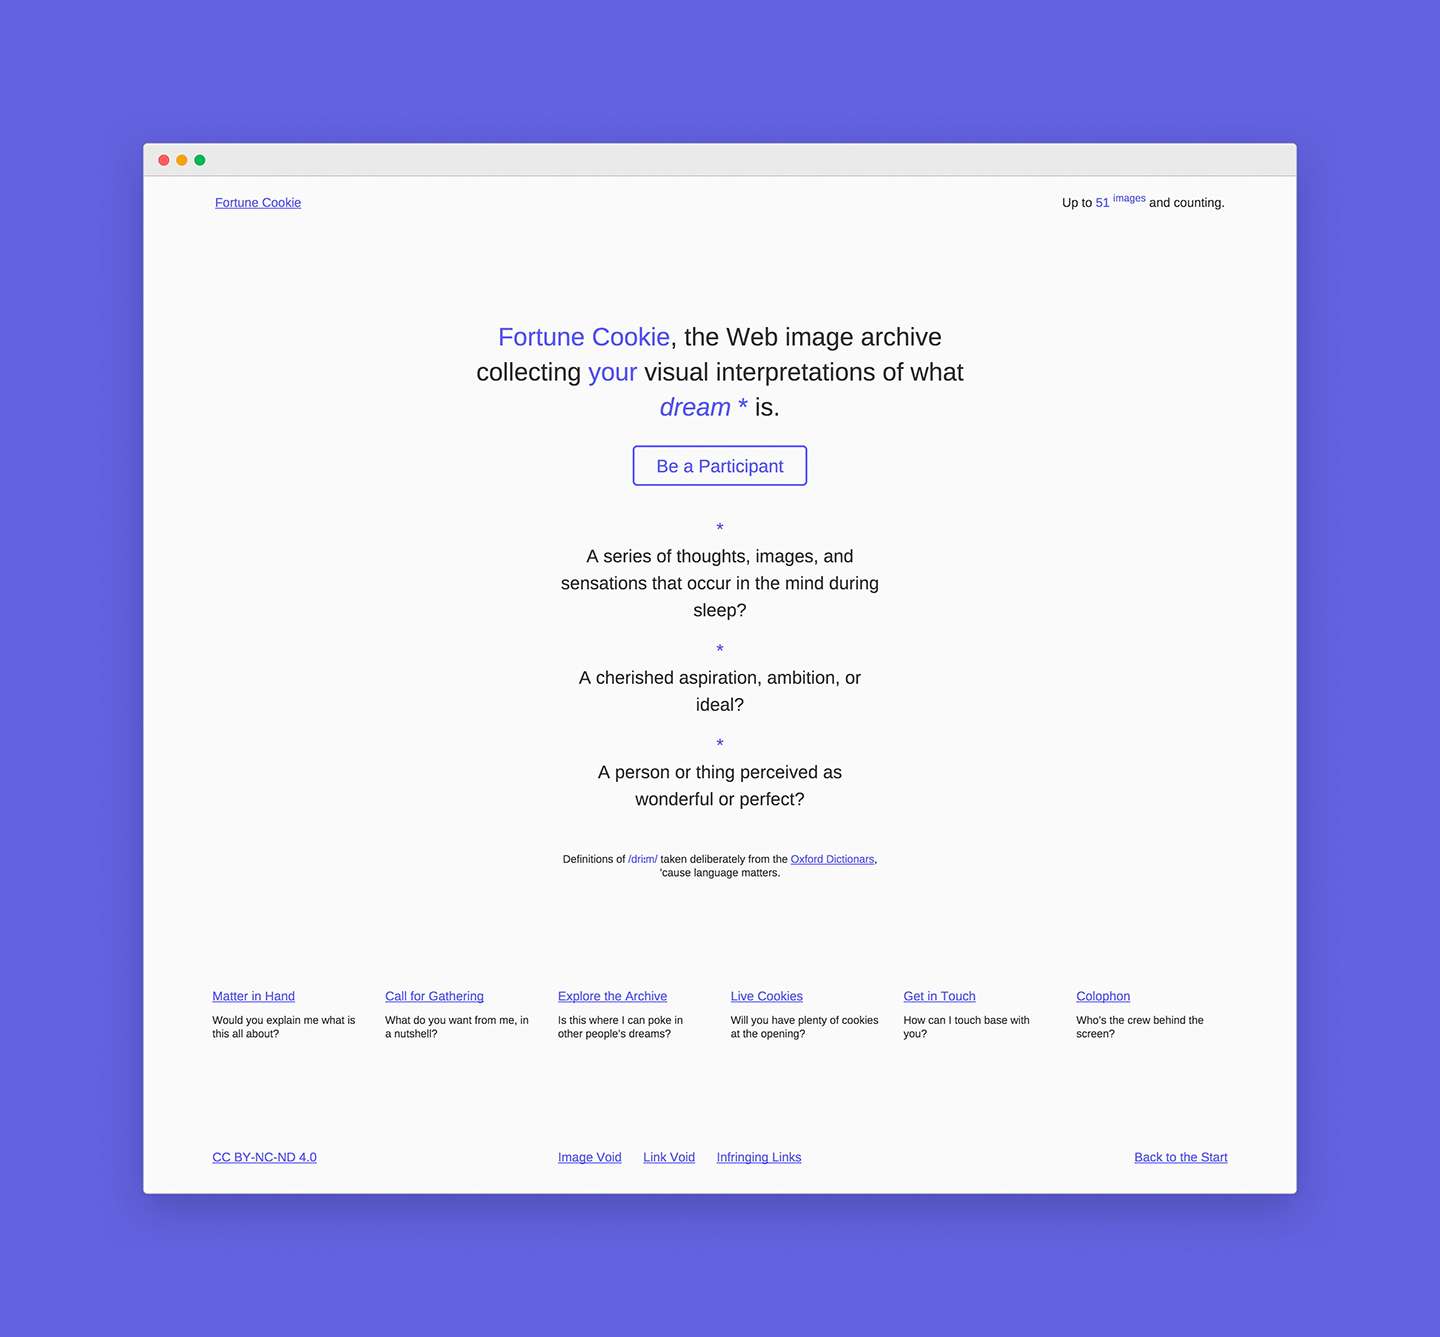 Fortune Cookie
Up to 51 images and counting.
Fortune Cookie, the Web image archive
collecting your visual interpretations of what
dream * is.
Be a Participant
*
A series of thoughts, images, and
sensations that occur in the mind during
sleep?
*
A cherished aspiration, ambition, or
ideal?
*
A person or thing perceived as
wonderful or perfect?
Definitions of /driːm/ taken deliberately from the Oxford Dictionars,
'cause language matters.
Matter in Hand
Would you explain me what is
this all about?
Call for Gathering
What do you want from me, in
a nutshell?
Explore the Archive
Is this where I can poke in
other people's dreams?
Live Cookies
Will you have plenty of cookies
at the opening?
Get in Touch
How can I touch base with
you?
Colophon
Who's the crew behind the
screen?
CC BY-NC-ND 4.0
Image Void
Link Void
Infringing Links
Back to the Start